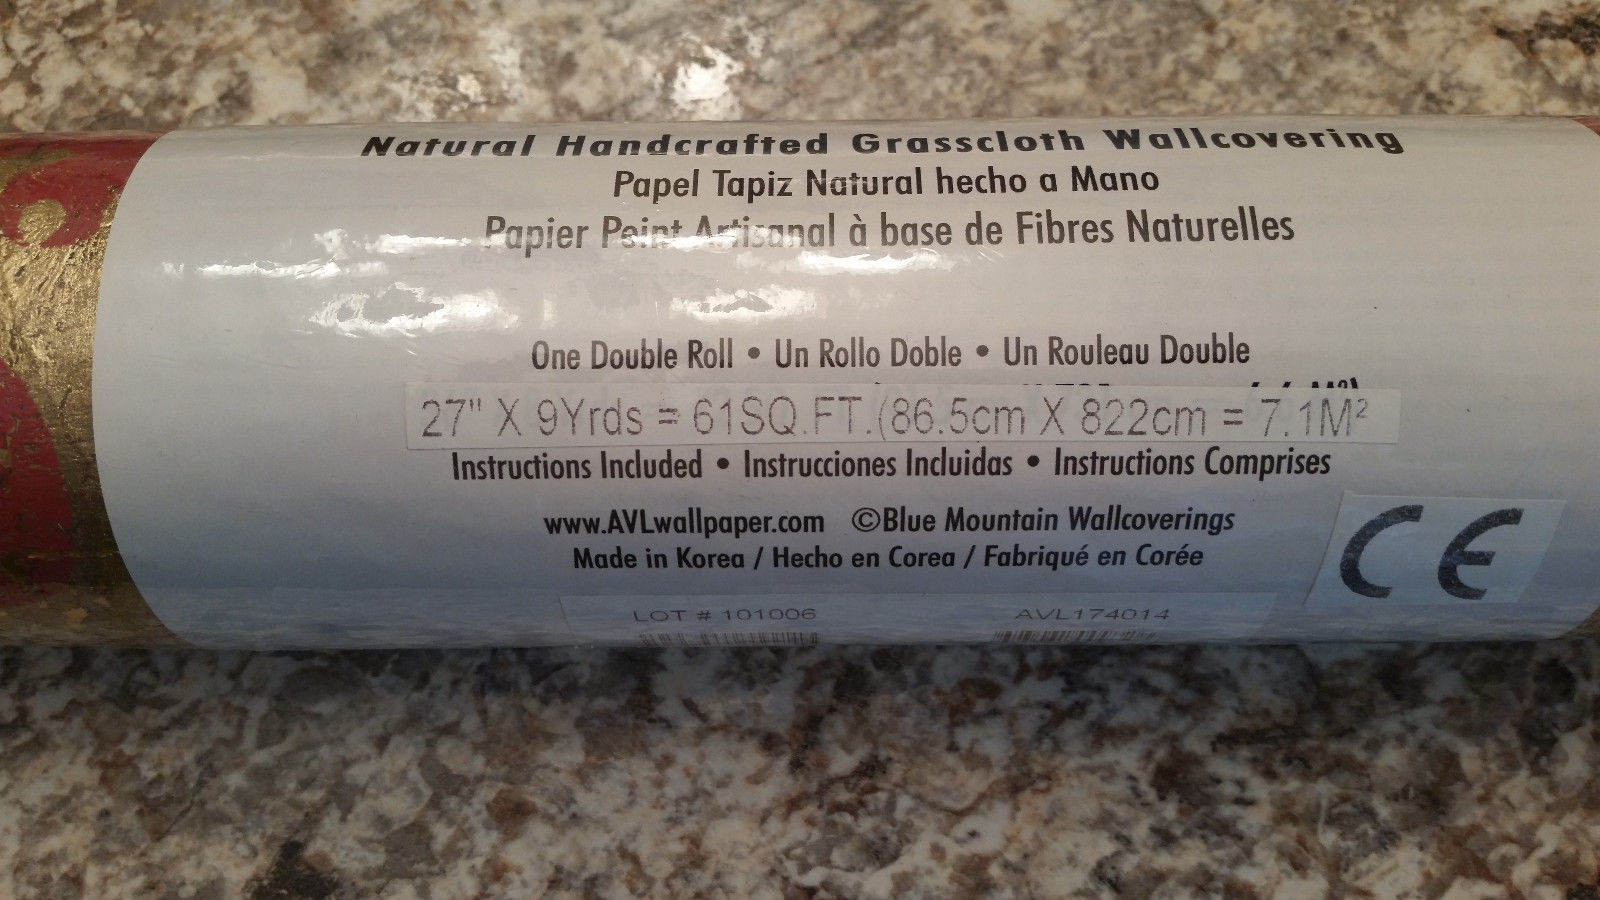 Natural Handcrafted Grasscloth Wallcovering
Papel Tapiz Natural hecho a Mano
Papier Peint Artisanal à base de Fibres Naturelles
One Double Roll • Un Rollo Doble • Un Rouleau Double
27" X 9Yrds = 61SQ.FT.(86.5cm X 822cm = 7.1M²
Instructions Included • Instrucciones Incluidas • Instructions Comprises
www.AVLwallpaper.com ©Blue Mountain Wallcoverings
Made in Korea / Hecho en Corea / Fabriqué en Corée
CE
LOT # 101006 AVL174014